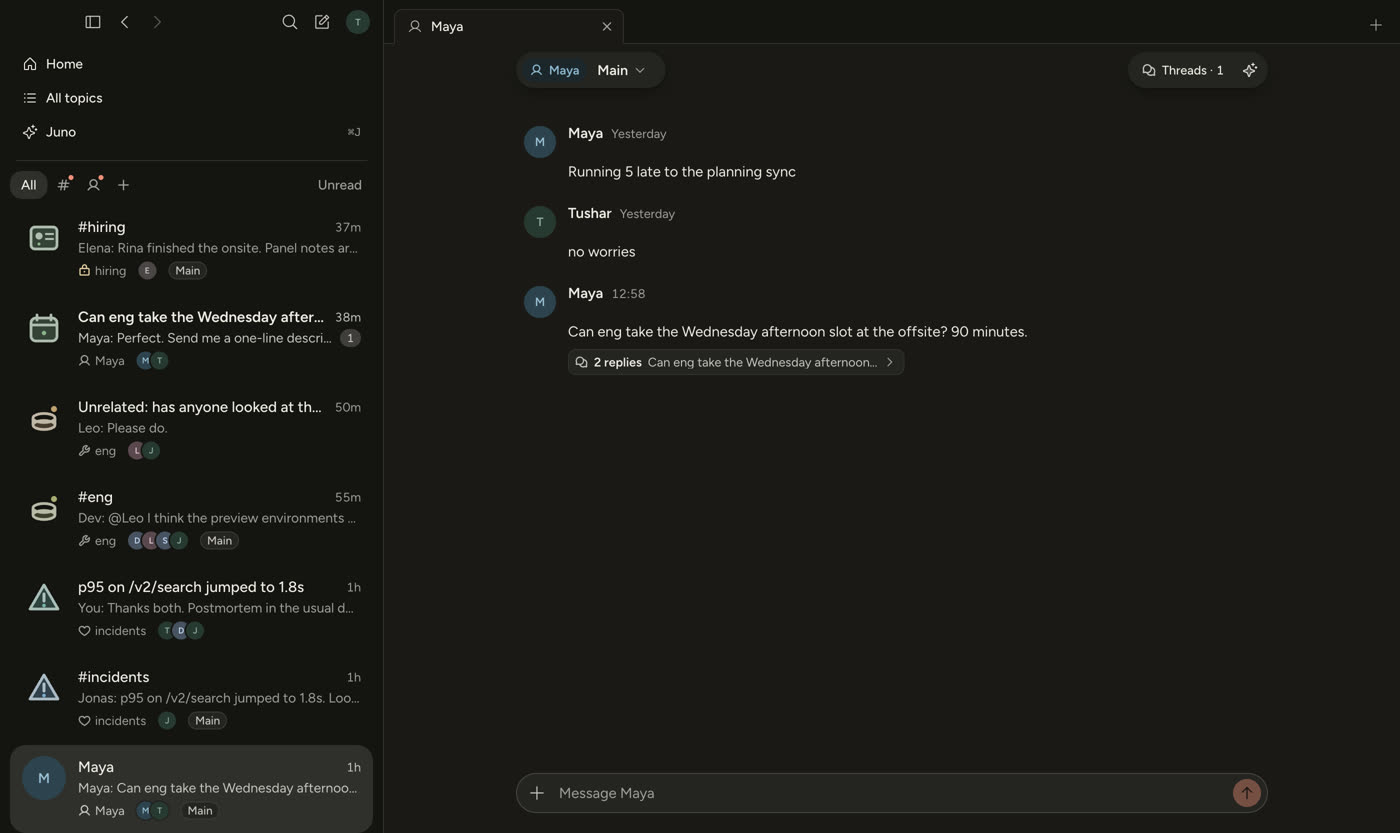 T
Home
All topics
Juno ⌘J
All # Unread
#hiring 37m
Elena: Rina finished the onsite. Panel notes ar…
hiring E Main
Can eng take the Wednesday after… 38m
Maya: Perfect. Send me a one-line descri… 1
Maya M T
Unrelated: has anyone looked at th… 50m
Leo: Please do.
eng L J
#eng 55m
Dev: @Leo I think the preview environments …
eng D L S J Main
p95 on /v2/search jumped to 1.8s 1h
You: Thanks both. Postmortem in the usual d…
incidents T D J
#incidents 1h
Jonas: p95 on /v2/search jumped to 1.8s. Loo…
incidents J Main
M
Maya 1h
Maya: Can eng take the Wednesday afternoo…
Maya M T Main
Maya
Maya Main
Threads · 1
M
Maya Yesterday
Running 5 late to the planning sync
T
Tushar Yesterday
no worries
M
Maya 12:58
Can eng take the Wednesday afternoon slot at the offsite? 90 minutes.
2 replies Can eng take the Wednesday afternoon…
Message Maya